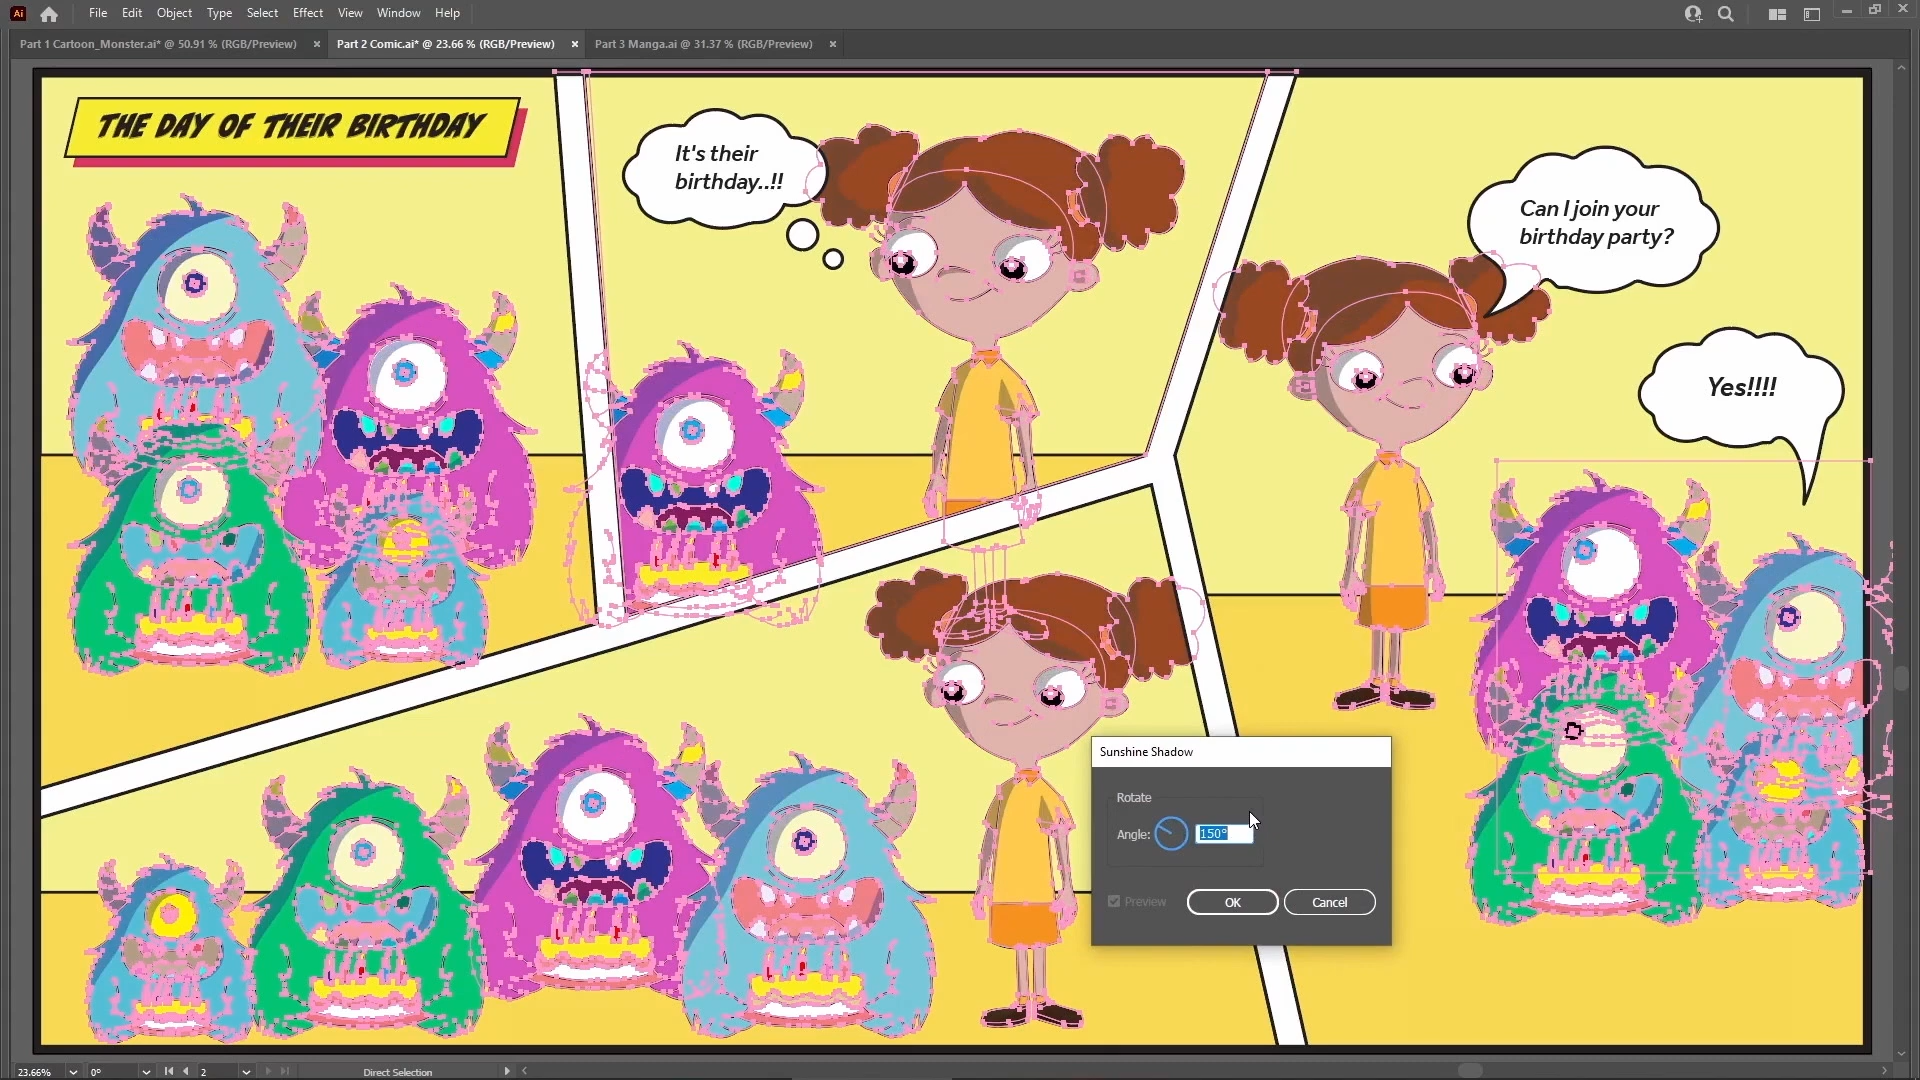 Ai File Edit Object Type Select Effect View Window Help
Part 1 Cartoon_Monster.ai* @ 50.91 % (RGB/Preview) × Part 2 Comic.ai* @ 23.66 % (RGB/Preview) × Part 3 Manga.ai @ 31.37 % (RGB/Preview) ×
THE DAY OF THEIR BIRTHDAY
It's their
birthday..!!
Can I join your
birthday party?
Yes!!!!
Sunshine Shadow
Rotate
Angle: 150°
Preview OK Cancel
23.66% 0° 2 Direct Selection